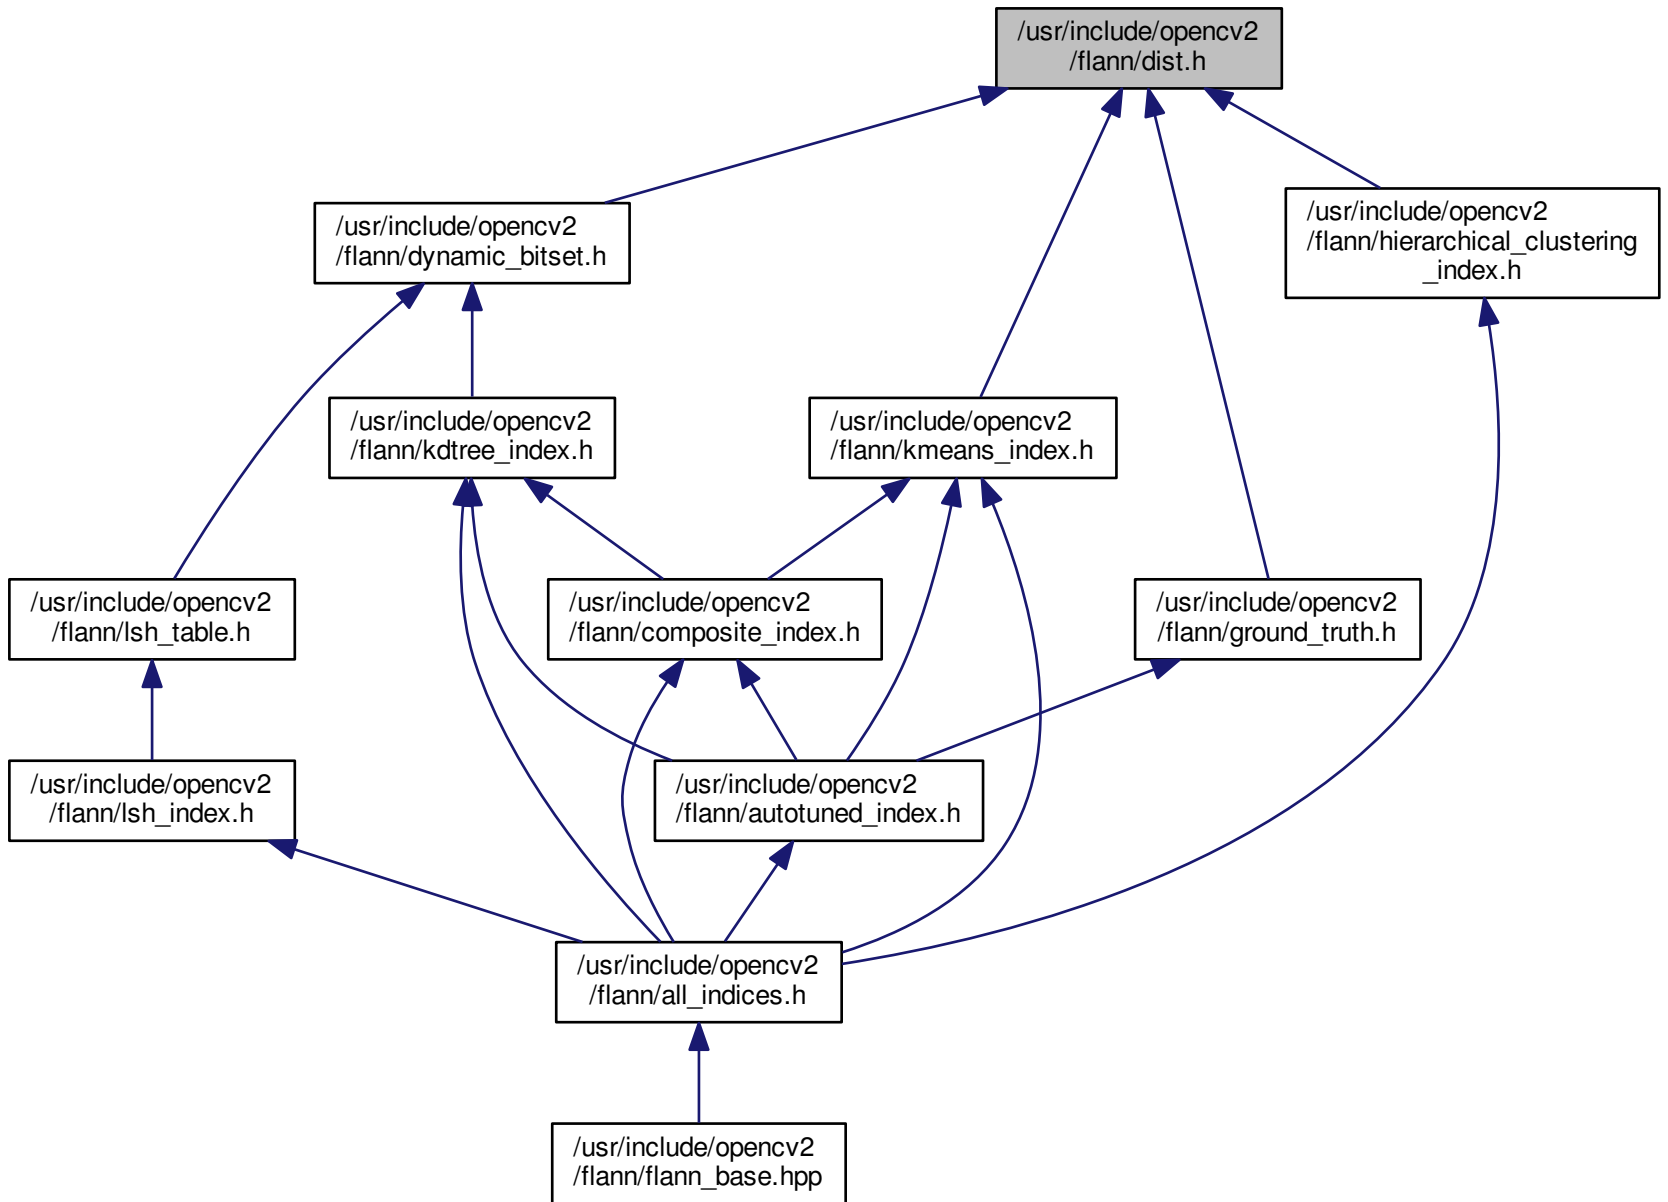 /usr/include/opencv2
/flann/dist.h
/usr/include/opencv2
/flann/dynamic_bitset.h
/usr/include/opencv2
/flann/hierarchical_clustering
_index.h
/usr/include/opencv2
/flann/kdtree_index.h
/usr/include/opencv2
/flann/kmeans_index.h
/usr/include/opencv2
/flann/lsh_table.h
/usr/include/opencv2
/flann/composite_index.h
/usr/include/opencv2
/flann/ground_truth.h
/usr/include/opencv2
/flann/lsh_index.h
/usr/include/opencv2
/flann/autotuned_index.h
/usr/include/opencv2
/flann/all_indices.h
/usr/include/opencv2
/flann/flann_base.hpp